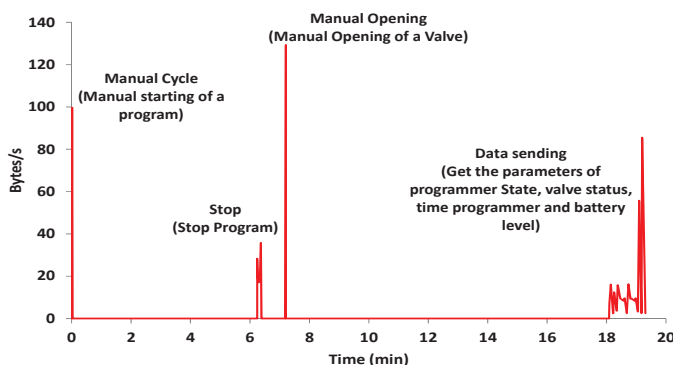 Manual Opening
(Manual Opening of a Valve)
Manual Cycle
(Manual starting of a
program)
Stop
(Stop Program)
Data sending
(Get the parameters of
programmer State, valve status,
time programmer and battery
level)
Bytes/s
140
120
100
80
60
40
20
0
0 2 4 6 8 10 12 14 16 18 20
Time (min)